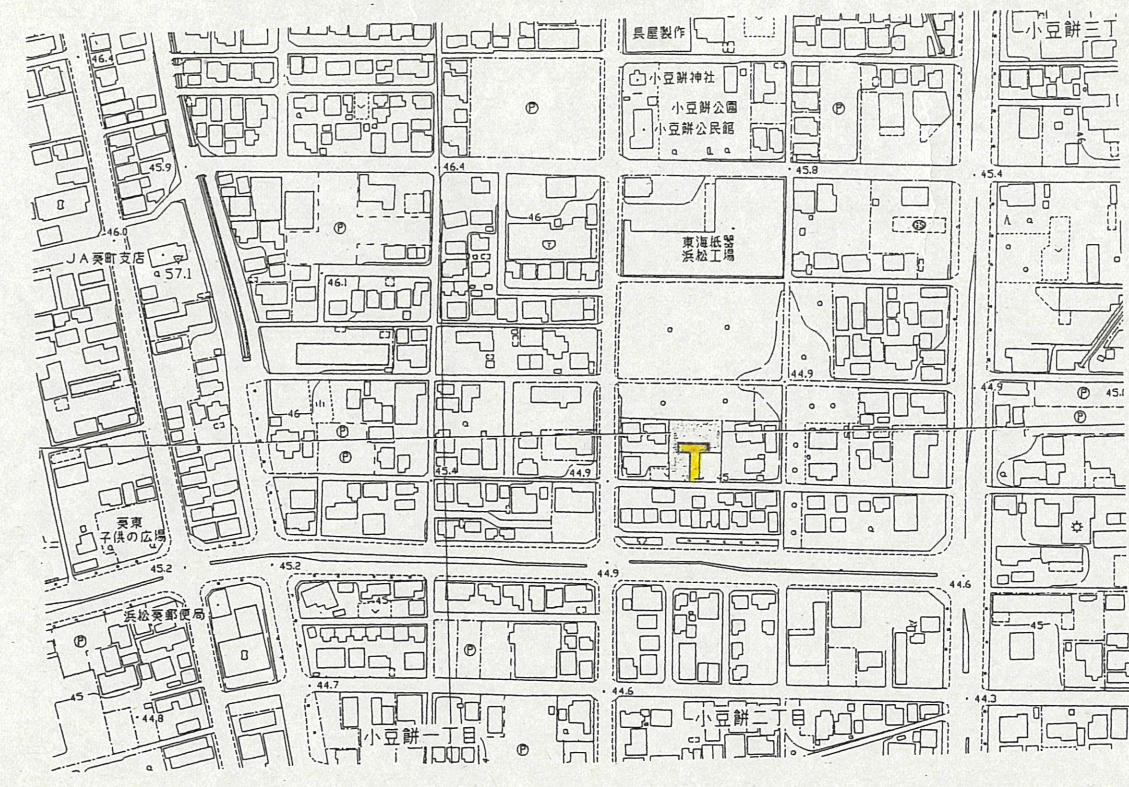 小豆餅三丁
呉屋製作
46.4
小豆餅神社
小豆餅公園
小豆餅公民館
P
P
45.9
46.4
45.8
45.4
46.0
46
P
JA葵町支店
57.1
東海紙器
浜松工場
46.1
44.9
44.9
45.1
P
46
P
P
45.4
44.9
45
葵東
子供の広場
45.2
45.2
44.9
44.6
浜松葵郵便局
45
45
P
P
45
44.7
44.6
44.3
44.8
小豆餅一丁目
小豆餅二丁目
P